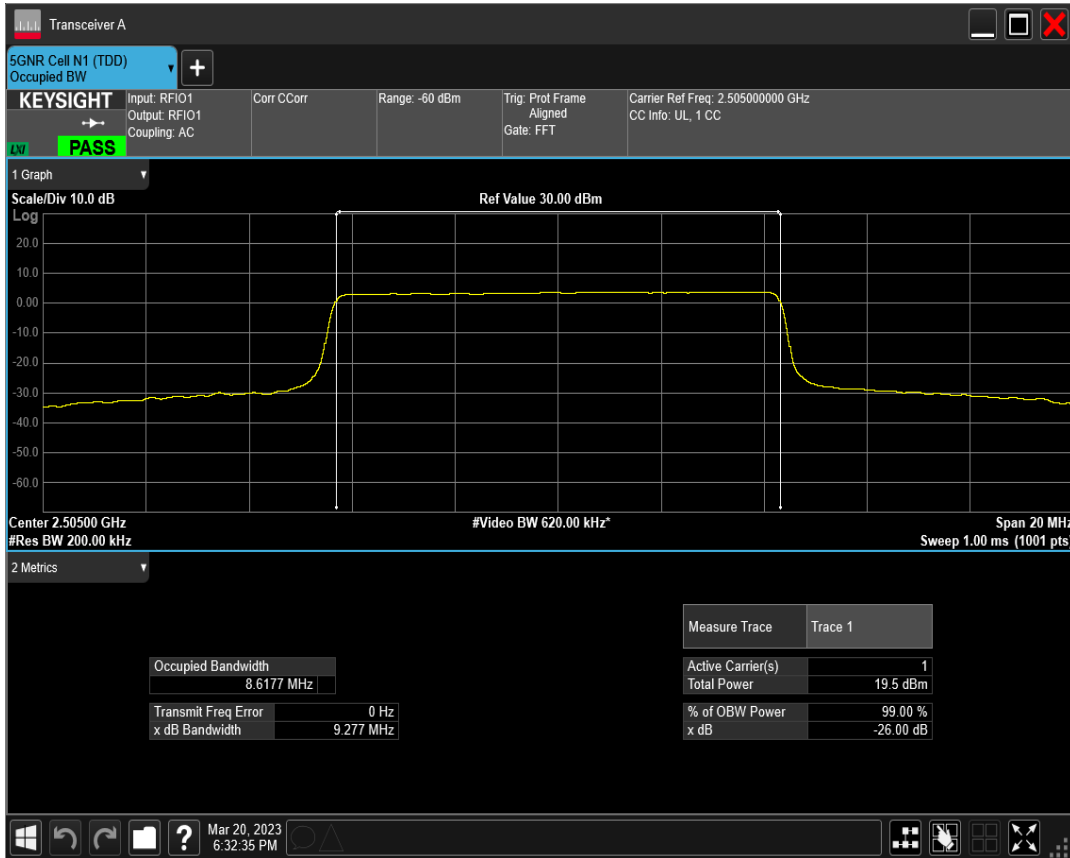 Transceiver A
5GNR Cell N1 (TDD)
Occupied BW
+
KEYSIGHT
LXI
PASS
Input: RFIO1
Output: RFIO1
Coupling: AC
Corr CCorr
Range: -60 dBm
Trig: Prot Frame
Aligned
Gate: FFT
Carrier Ref Freq: 2.505000000 GHz
CC Info: UL, 1 CC
1 Graph
Scale/Div 10.0 dB
Ref Value 30.00 dBm
Log
20.0
10.0
0.00
-10.0
-20.0
-30.0
-40.0
-50.0
-60.0
Center 2.50500 GHz
#Video BW 620.00 kHz*
Span 20 MHz
#Res BW 200.00 kHz
Sweep 1.00 ms (1001 pts)
2 Metrics
Measure Trace Trace 1
Occupied Bandwidth
8.6177 MHz
Active Carrier(s) 1
Total Power 19.5 dBm
Transmit Freq Error 0 Hz
x dB Bandwidth 9.277 MHz
% of OBW Power 99.00 %
x dB -26.00 dB
?
Mar 20, 2023
6:32:35 PM